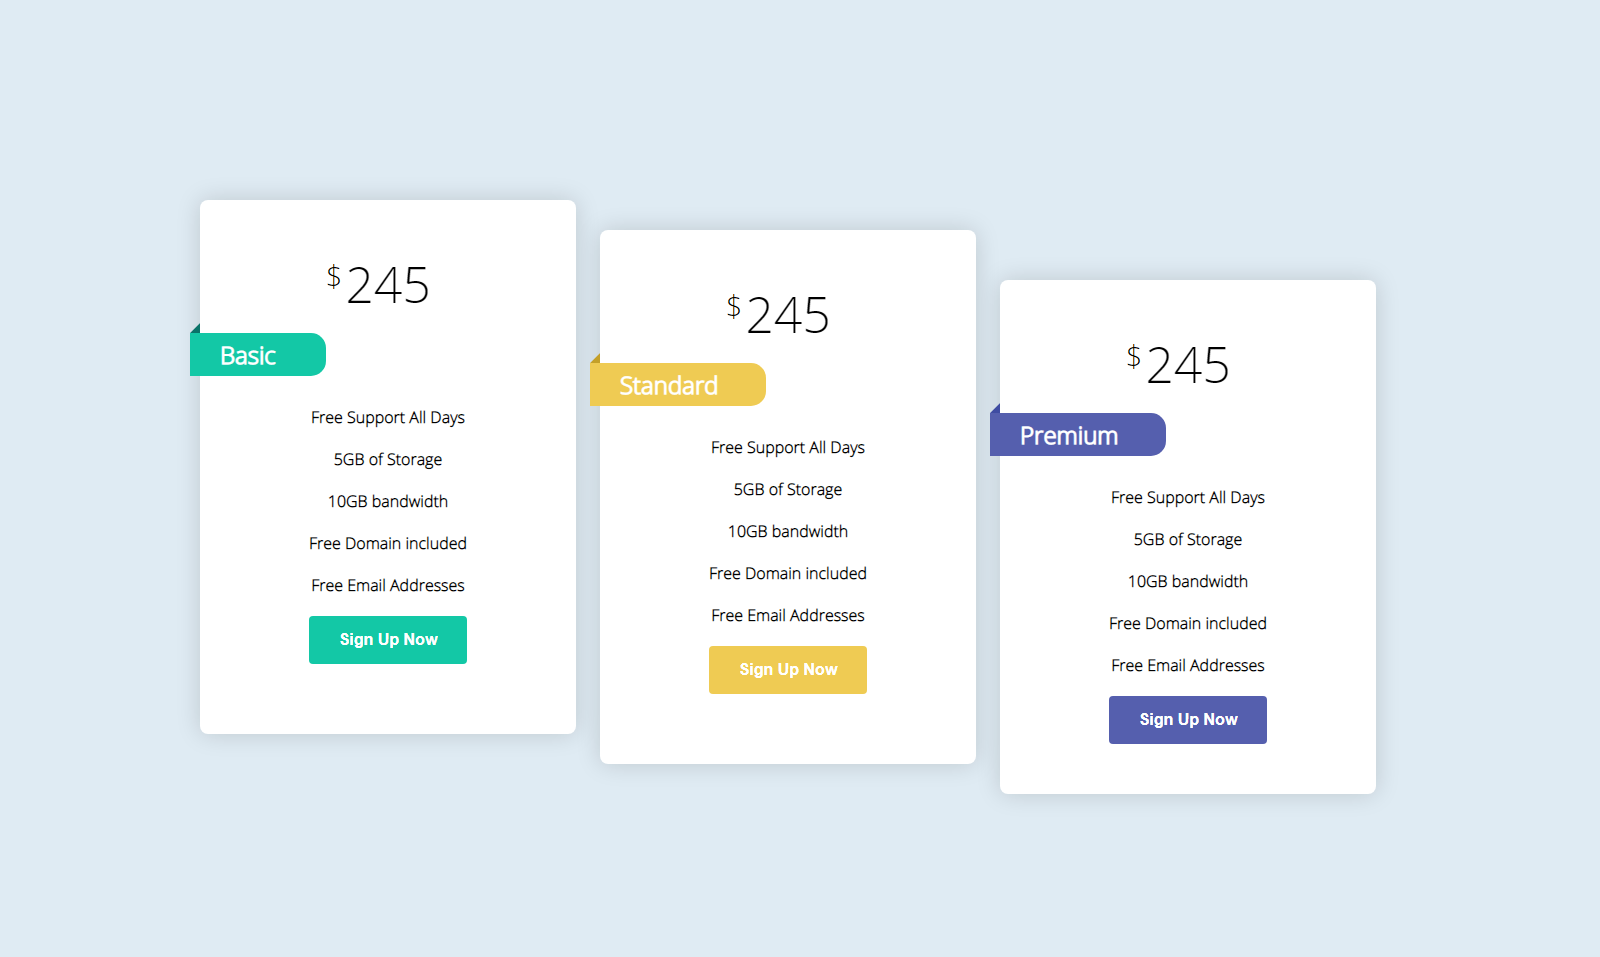 $245
Basic
Free Support All Days
5GB of Storage
10GB bandwidth
Free Domain included
Free Email Addresses
Sign Up Now
$245
Standard
Free Support All Days
5GB of Storage
10GB bandwidth
Free Domain included
Free Email Addresses
Sign Up Now
$245
Premium
Free Support All Days
5GB of Storage
10GB bandwidth
Free Domain included
Free Email Addresses
Sign Up Now